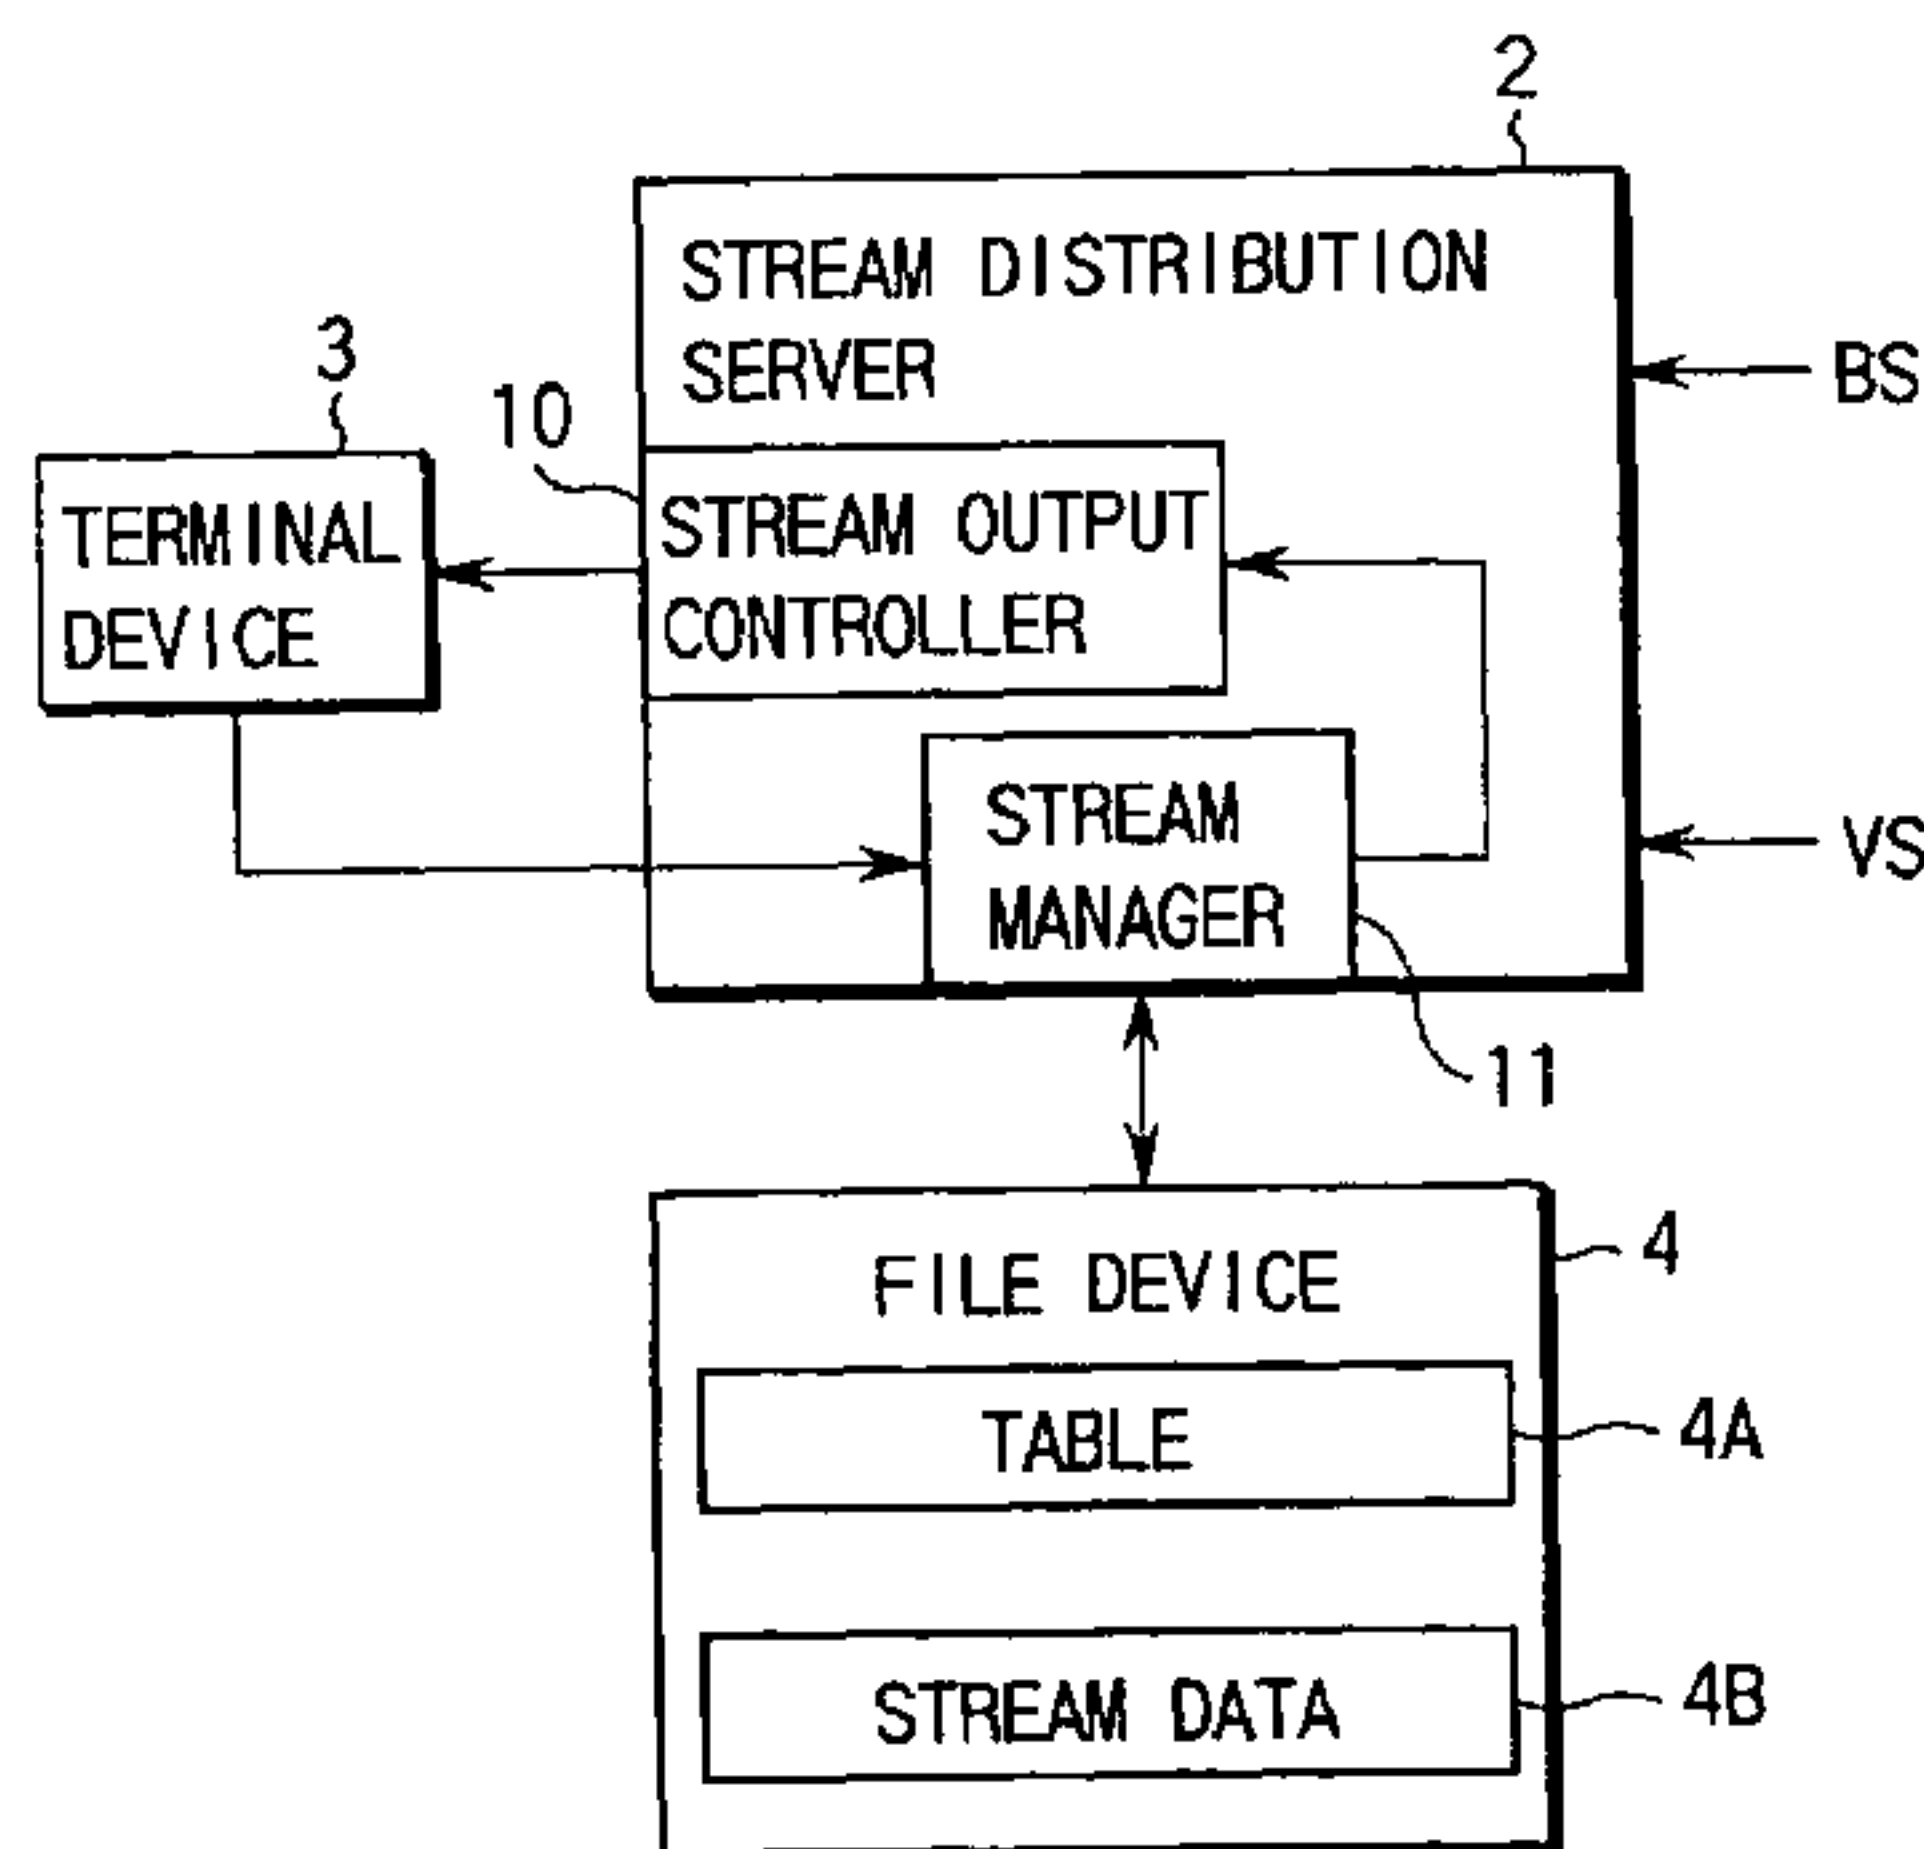 2
STREAM DISTRIBUTION
SERVER
BS
3
10
TERMINAL
DEVICE
STREAM OUTPUT
CONTROLLER
STREAM
MANAGER
VS
11
FILE DEVICE
4
TABLE
4A
STREAM DATA
4B